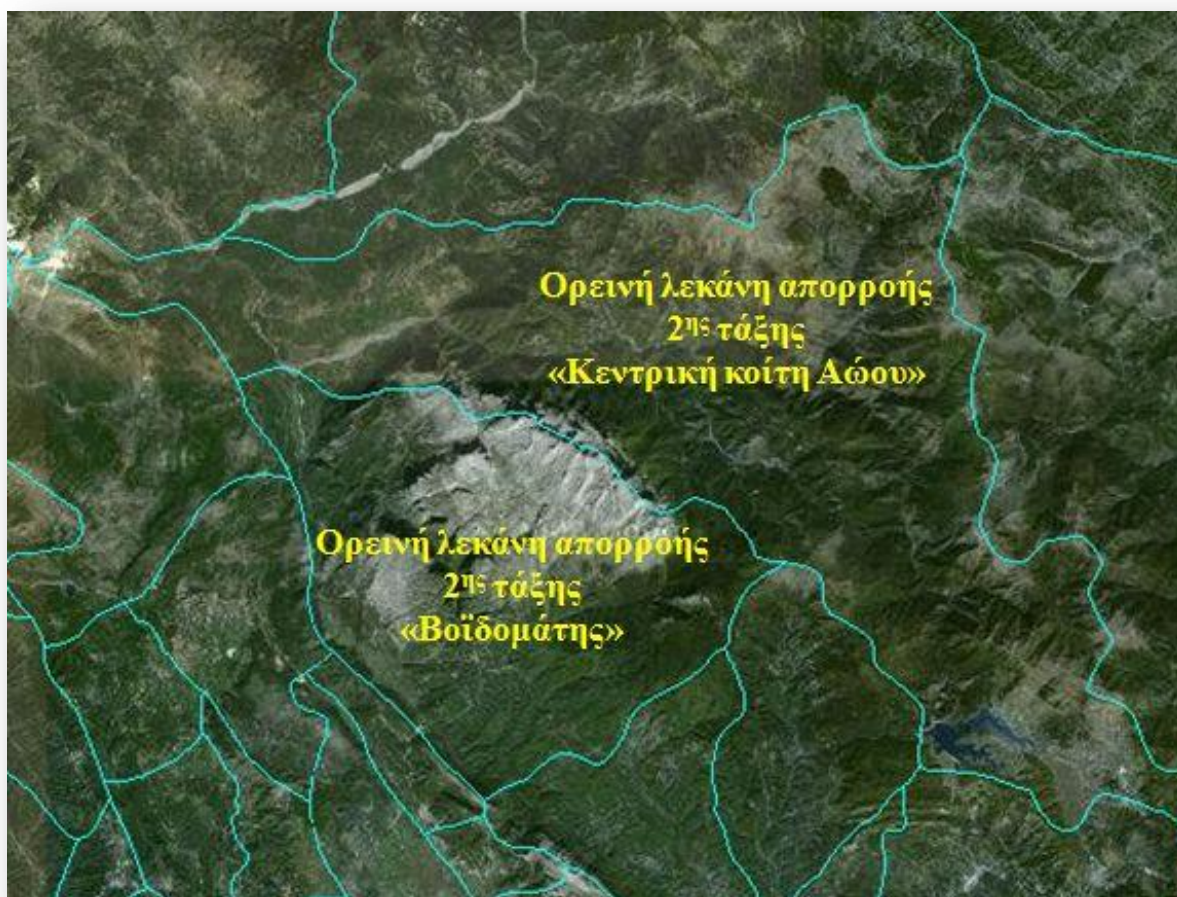 Ορεινή λεκάνη απορροής
2ης τάξης
«Κεντρική κοίτη Αώου»
Ορεινή λεκάνη απορροής
2ης τάξης
«Βοϊδομάτης»